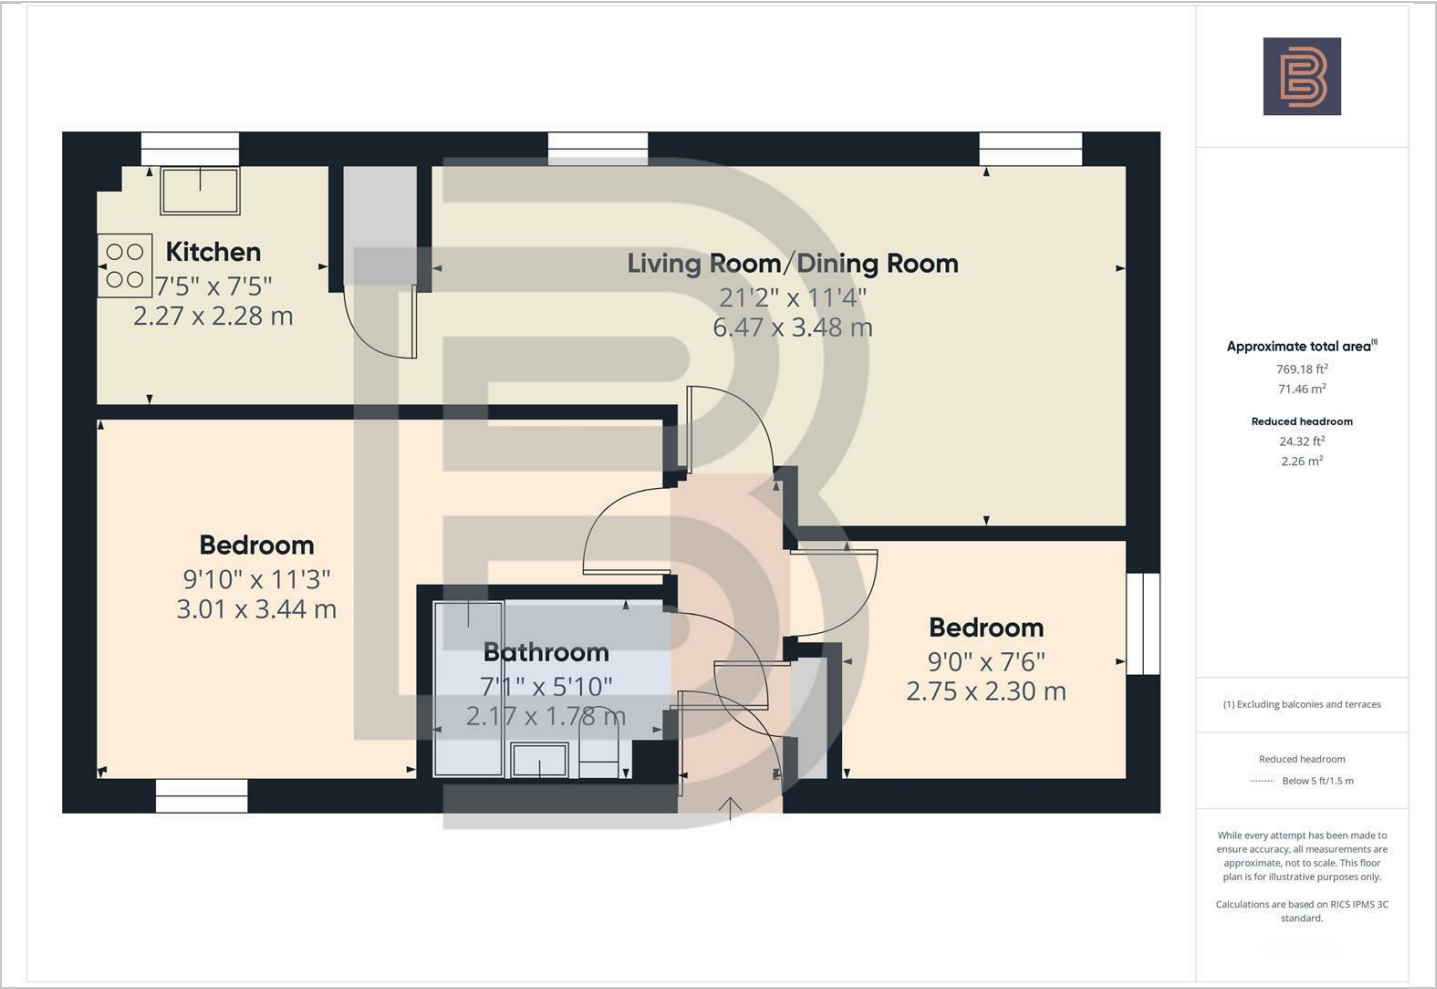 Kitchen
7'5" x 7'5"
2.27 x 2.28 m
Living Room/Dining Room
21'2" x 11'4"
6.47 x 3.48 m
Bedroom
9'10" x 11'3"
3.01 x 3.44 m
Bathroom
7'1" x 5'10"
2.17 x 1.78 m
Bedroom
9'0" x 7'6"
2.75 x 2.30 m
B
Approximate total area(1)
769.18 ft²
71.46 m²
Reduced headroom
24.32 ft²
2.26 m²
(1) Excluding balconies and terraces
Reduced headroom
Below 5 ft/1.5 m
While every attempt has been made to
ensure accuracy, all measurements are
approximate, not to scale. This floor
plan is for illustrative purposes only.
Calculations are based on RICS IPMS 3C
standard.